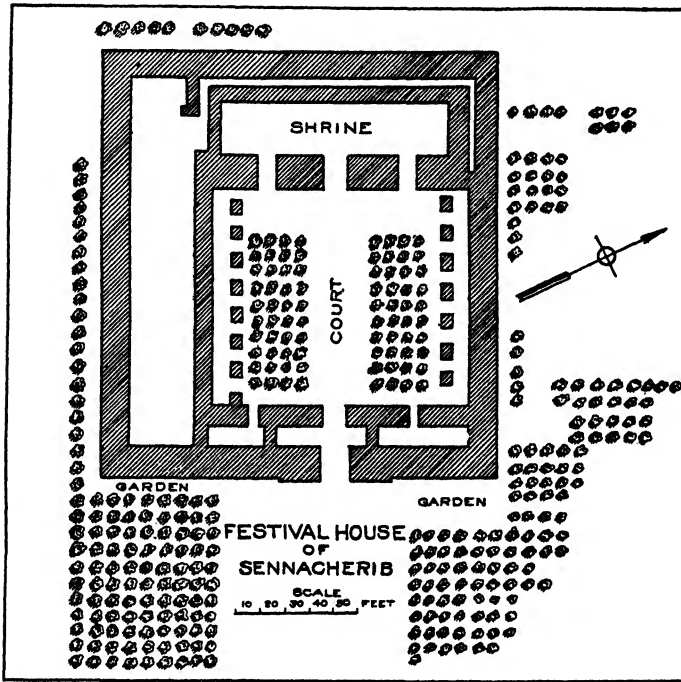 SHRINE
COURT
GARDEN
GARDEN
FESTIVAL HOUSE
OF
SENNACHERIB
SCALE
10 20 30 40 50 FEET